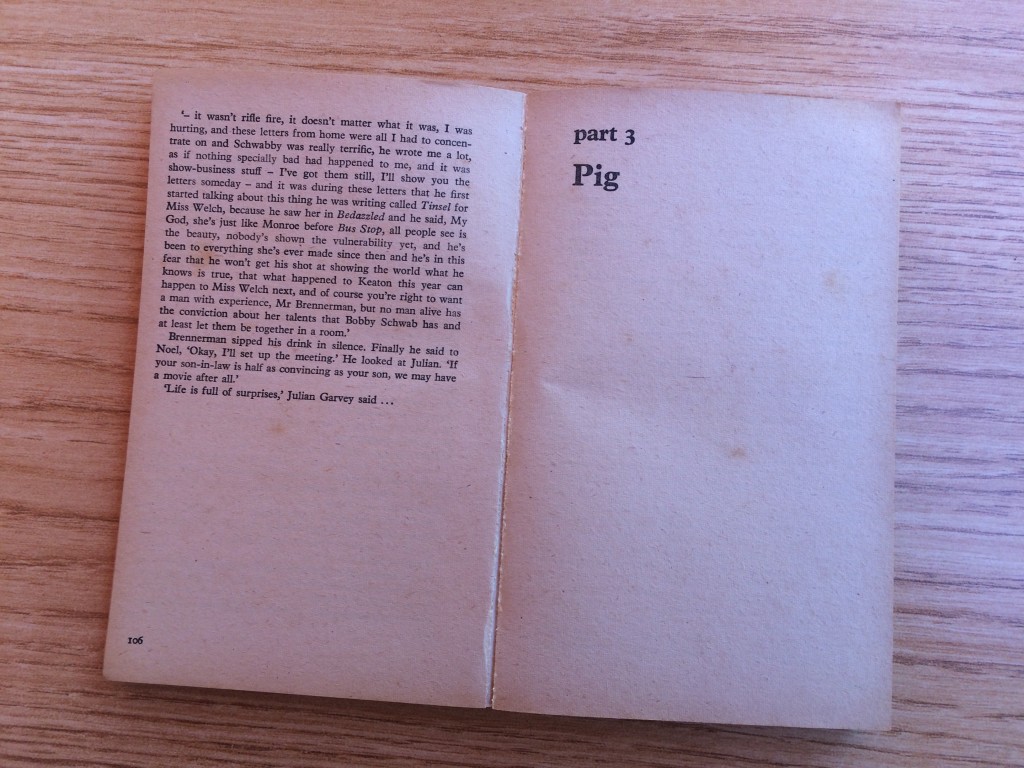 ‘– it wasn't rifle fire, it doesn't matter what it was, I was
hurting, and these letters from home were all I had to concen-
trate on and Schwabby was really terrific, he wrote me a lot,
as if nothing specially bad had happened to me, and it was
show-business stuff – I've got them still, I'll show you the
letters someday – and it was during these letters that he first
started talking about this thing he was writing called Tinsel for
Miss Welch, because he saw her in Bedazzled and he said, My
God, she's just like Monroe before Bus Stop, all people see is
the beauty, nobody's shown the vulnerability yet, and he's
been to everything she's ever made since then and he's in this
fear that he won't get his shot at showing the world what he
knows is true, that what happened to Keaton this year can
happen to Miss Welch next, and of course you're right to want
a man with experience, Mr Brennerman, but no man alive has
the conviction about her talents that Bobby Schwab has and
at least let them be together in a room.’
Brennerman sipped his drink in silence. Finally he said to
Noel, ‘Okay, I'll set up the meeting.’ He looked at Julian. ‘If
your son-in-law is half as convincing as your son, we may have
a movie after all.’
‘Life is full of surprises,’ Julian Garvey said ...
106
part 3
Pig